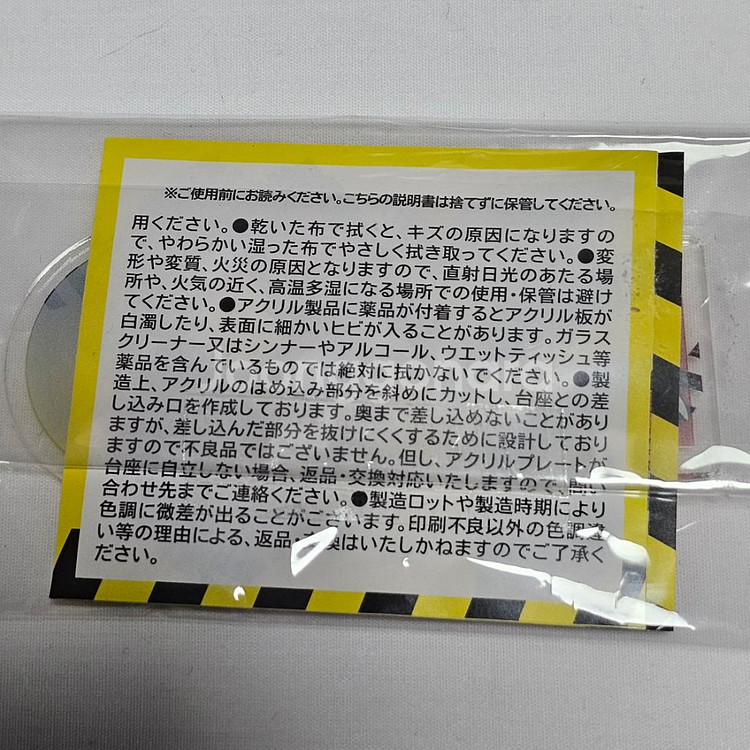 ※ご使用前にお読みください。こちらの説明書は捨てずに保管してください。
用ください。●乾いた布で拭くと、キズの原因になりますの
で、やわらかい湿った布でやさしく拭き取ってください。●変
形や変質、火災の原因となりますので、直射日光のあたる場
所や、火気の近く、高温多湿になる場所での使用・保管は避け
てください。●アクリル製品に薬品が付着するとアクリル板が
白濁したり、表面に細かいヒビが入ることがあります。ガラス
クリーナー又はシンナーやアルコール、ウエットティッシュ等
薬品を含んでいるものでは絶対に拭かないでください。●製
造上、アクリルのはめ込み部分を斜めにカットし、台座との差
し込み口を作成しております。奥まで差し込めないことがあり
ますが、差し込んだ部分を抜けにくくするために設計しており
ますので不良品ではございません。但し、アクリルプレートが
台座に自立しない場合、返品・交換対応いたしますので、問い
合わせ先までご連絡ください。●製造ロットや製造時期により
色調に微差が出ることがございます。印刷不良以外の色調違
い等の理由による、返品・交換はいたしかねますのでご了承く
ださい。